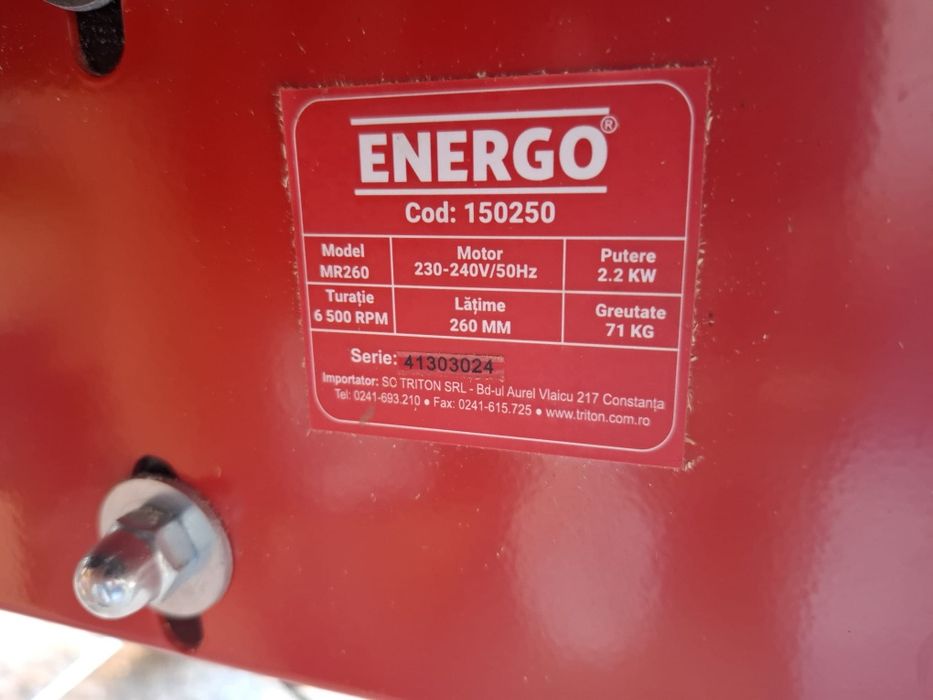 ENERGO®
Cod: 150250
Model
MR260
Motor
230-240V/50Hz
Putere
2.2 KW
Turație
6 500 RPM
Lățime
260 MM
Greutate
71 KG
Serie: 41303024
Importator: SC TRITON SRL - Bd-ul Aurel Vlaicu 217 Constanța
Tel: 0241-693.210 ● Fax: 0241-615.725 ● www.triton.com.ro